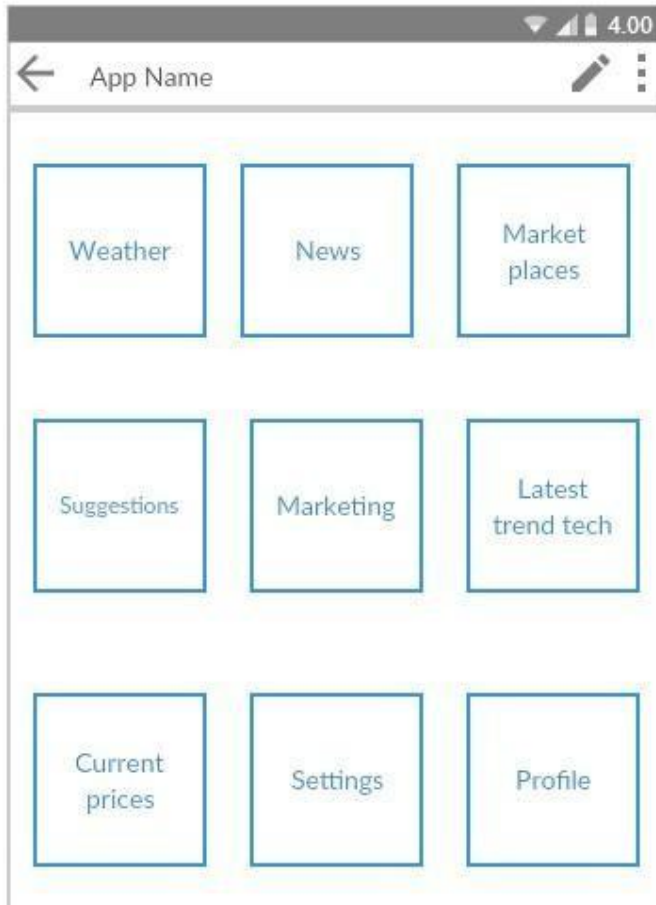 4.00
App Name
Weather
News
Market
places
Suggestions
Marketing
Latest
trend tech
Current
prices
Settings
Profile